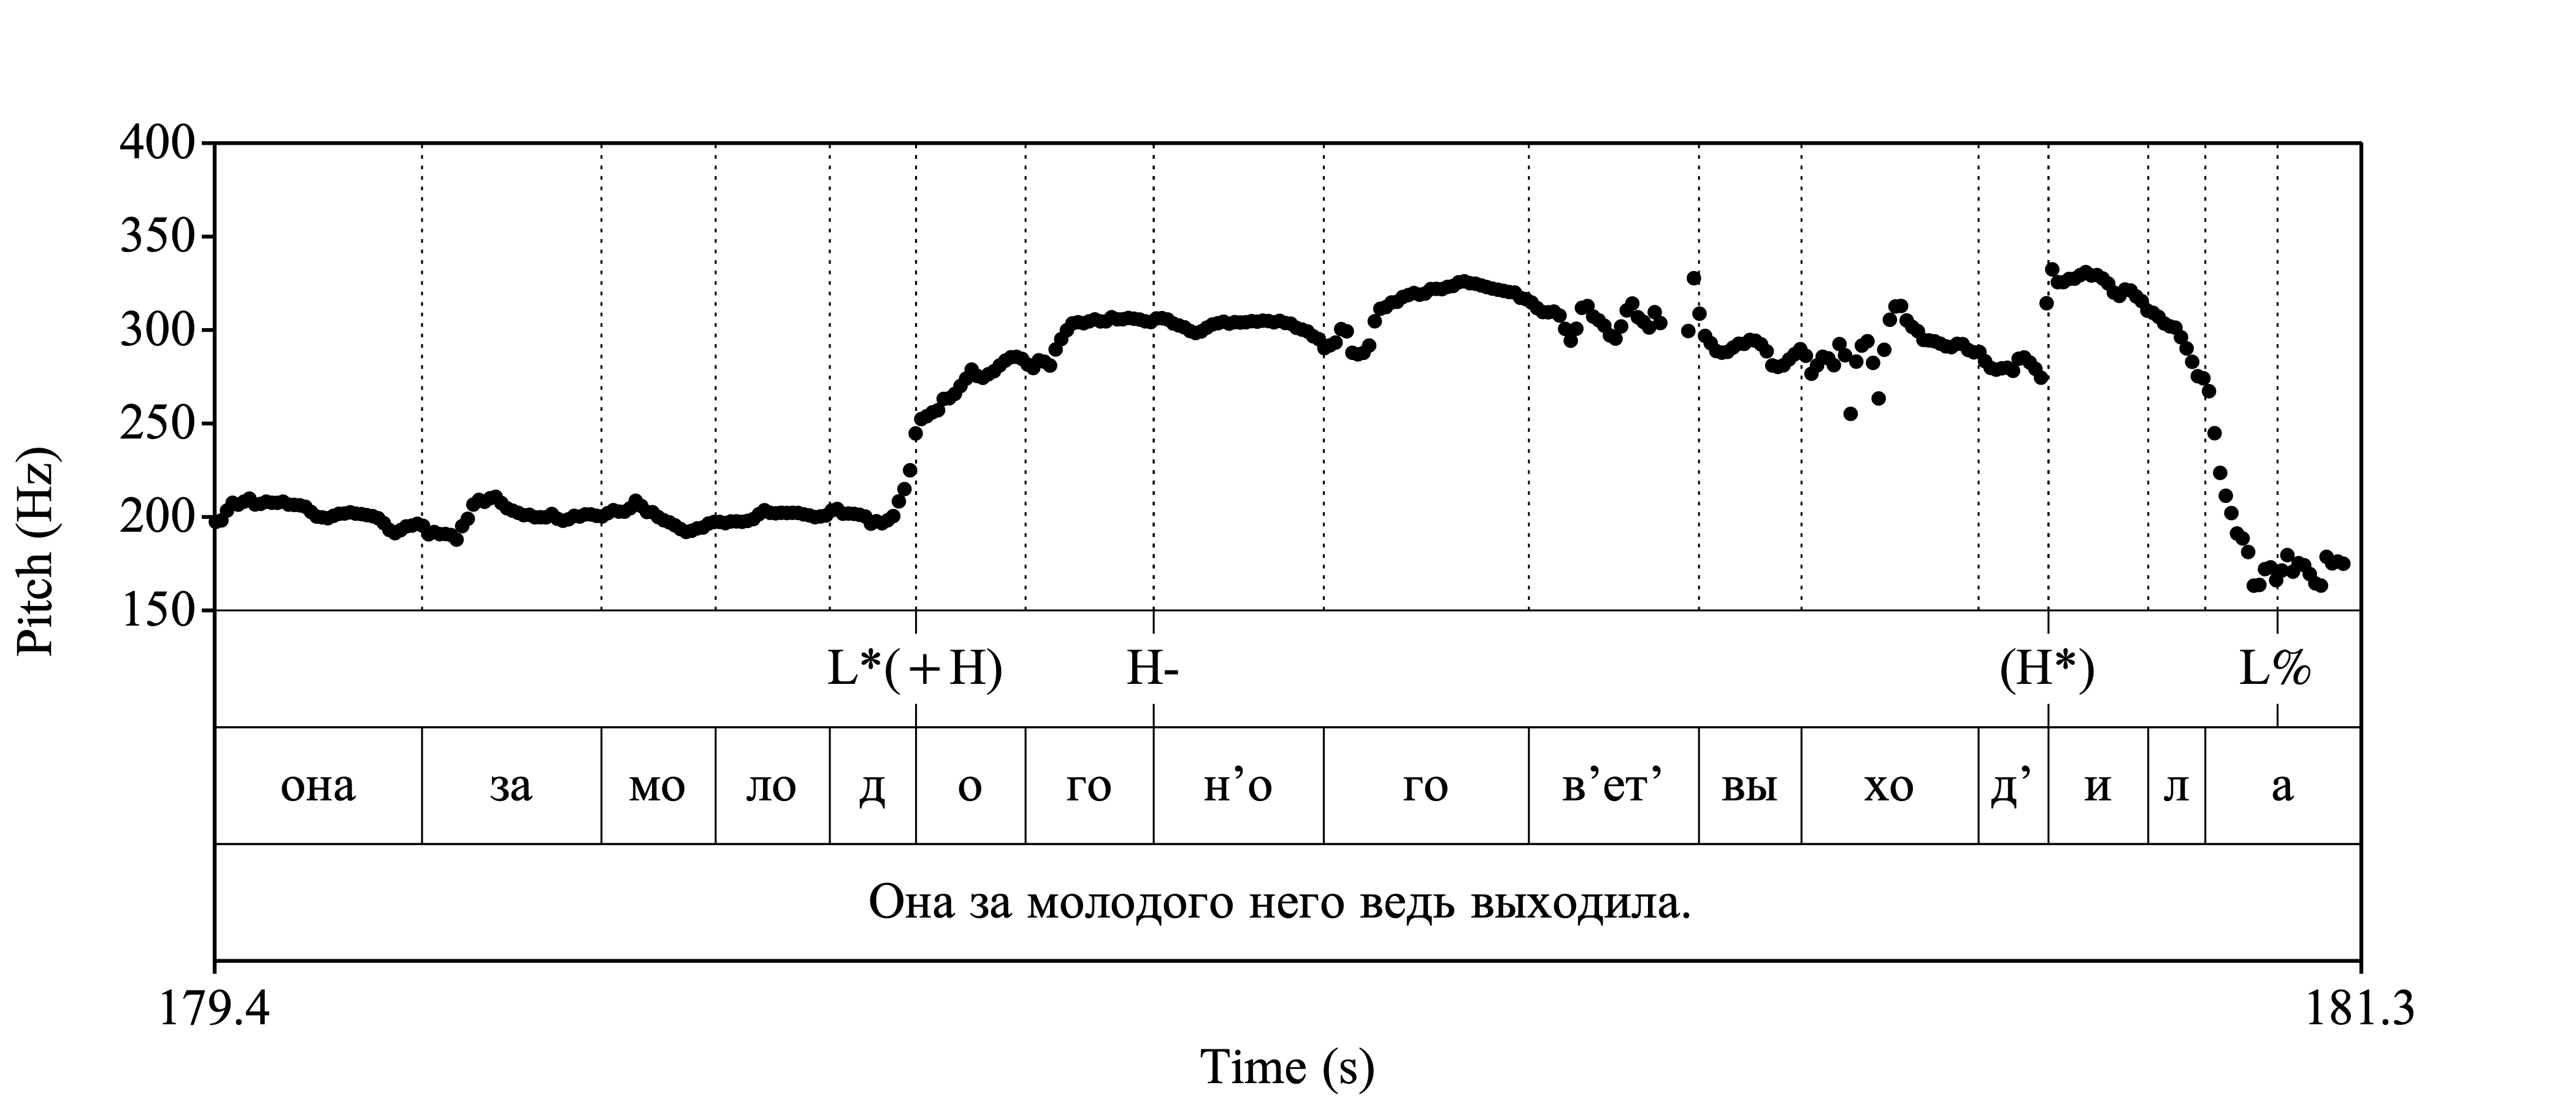 400
350
300
250
200
150
Pitch (Hz)
L*(+H) H- (H*) L%
она за мо ло д о го н’о го в’ет’ вы хо д’ и л а
Она за молодого него ведь выходила.
179.4 181.3
Time (s)